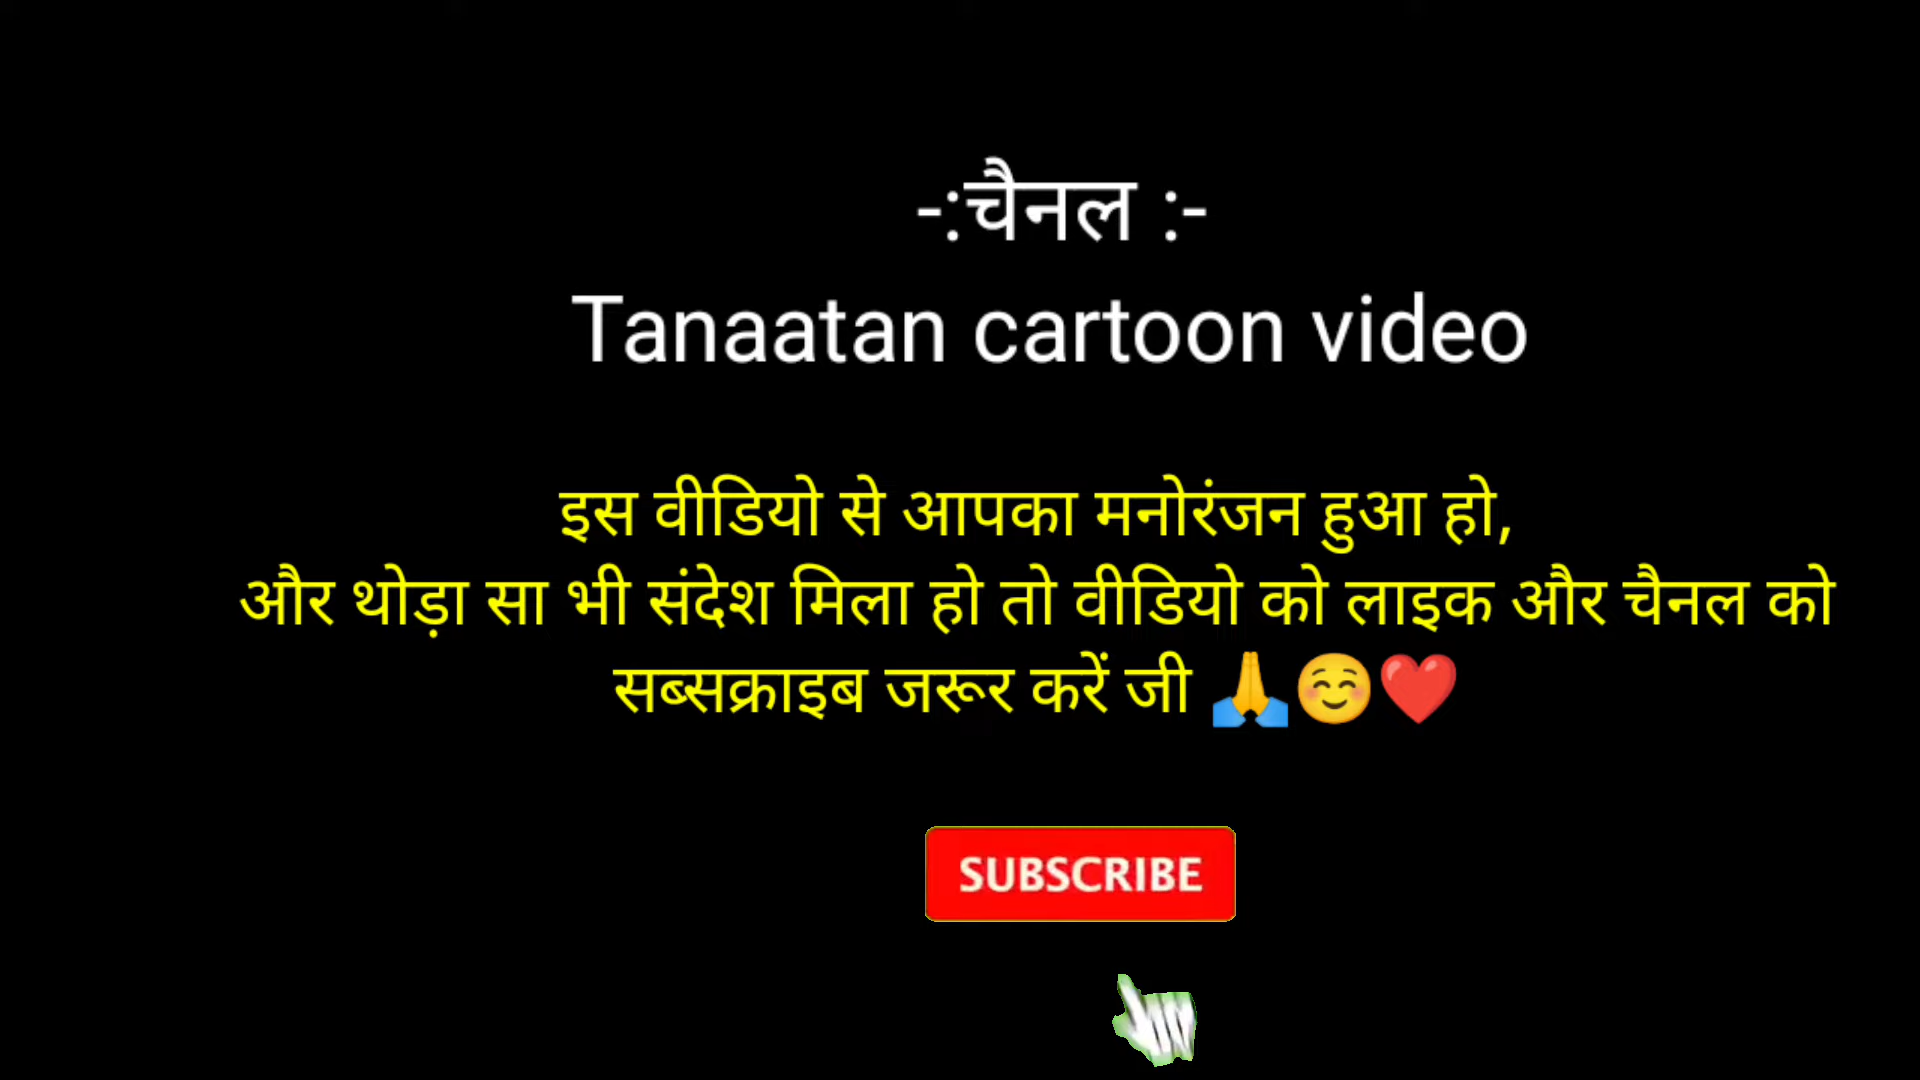 -:चैनल :-
Tanaatan cartoon video
इस वीडियो से आपका मनोरंजन हुआ हो,
और थोड़ा सा भी संदेश मिला हो तो वीडियो को लाइक और चैनल को
सब्सक्राइब जरूर करें जी 🙏☺️❤️
SUBSCRIBE